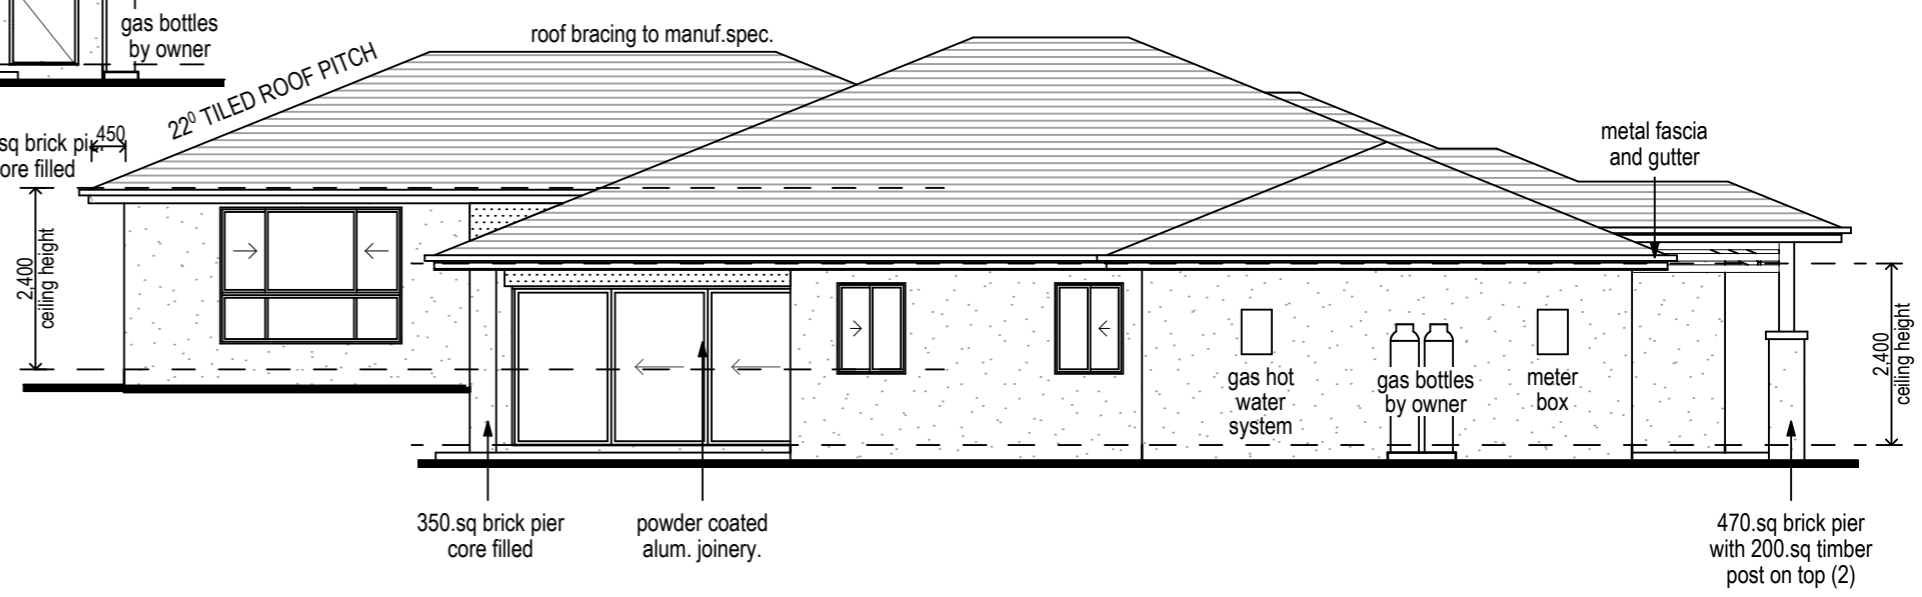 gas bottles
by owner
roof bracing to manuf.spec.
22⁰ TILED ROOF PITCH
sq brick pi
450
ore filled
metal fascia
and gutter
2,400
ceiling height
2,400
ceiling height
gas hot
water
system
gas bottles
by owner
meter
box
350.sq brick pier
core filled
powder coated
alum. joinery.
470.sq brick pier
with 200.sq timber
post on top (2)